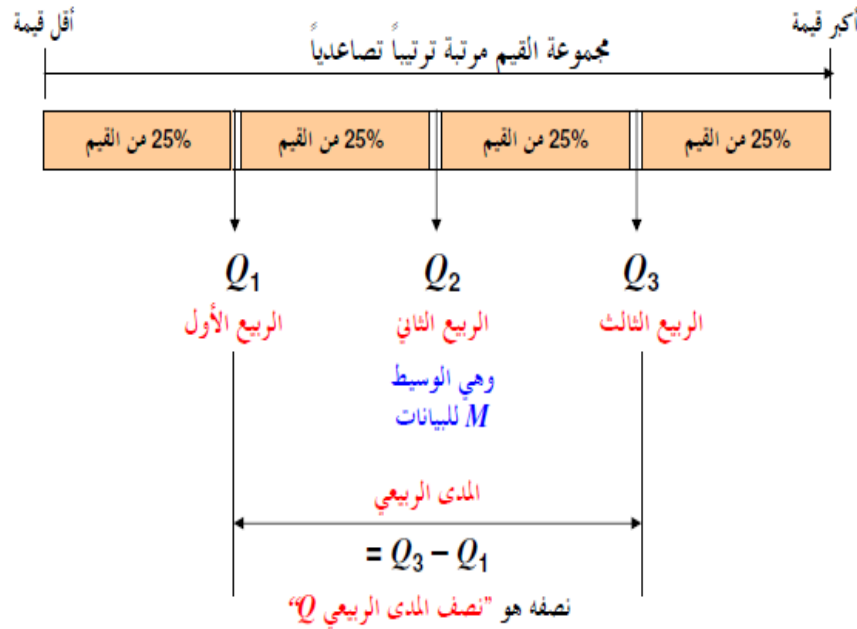 أكبر قيمة
أقل قيمة
مجموعة القيم مرتبة ترتيباً تصاعدياً
25% من القيم
25% من القيم
25% من القيم
25% من القيم
Q1
Q2
Q3
الربيع الأول
الربيع الثاني
الربيع الثالث
وهي الوسيط
M للبيانات
المدى الربيعي
= Q3 – Q1
نصفه هو "نصف المدى الربيعي Q"